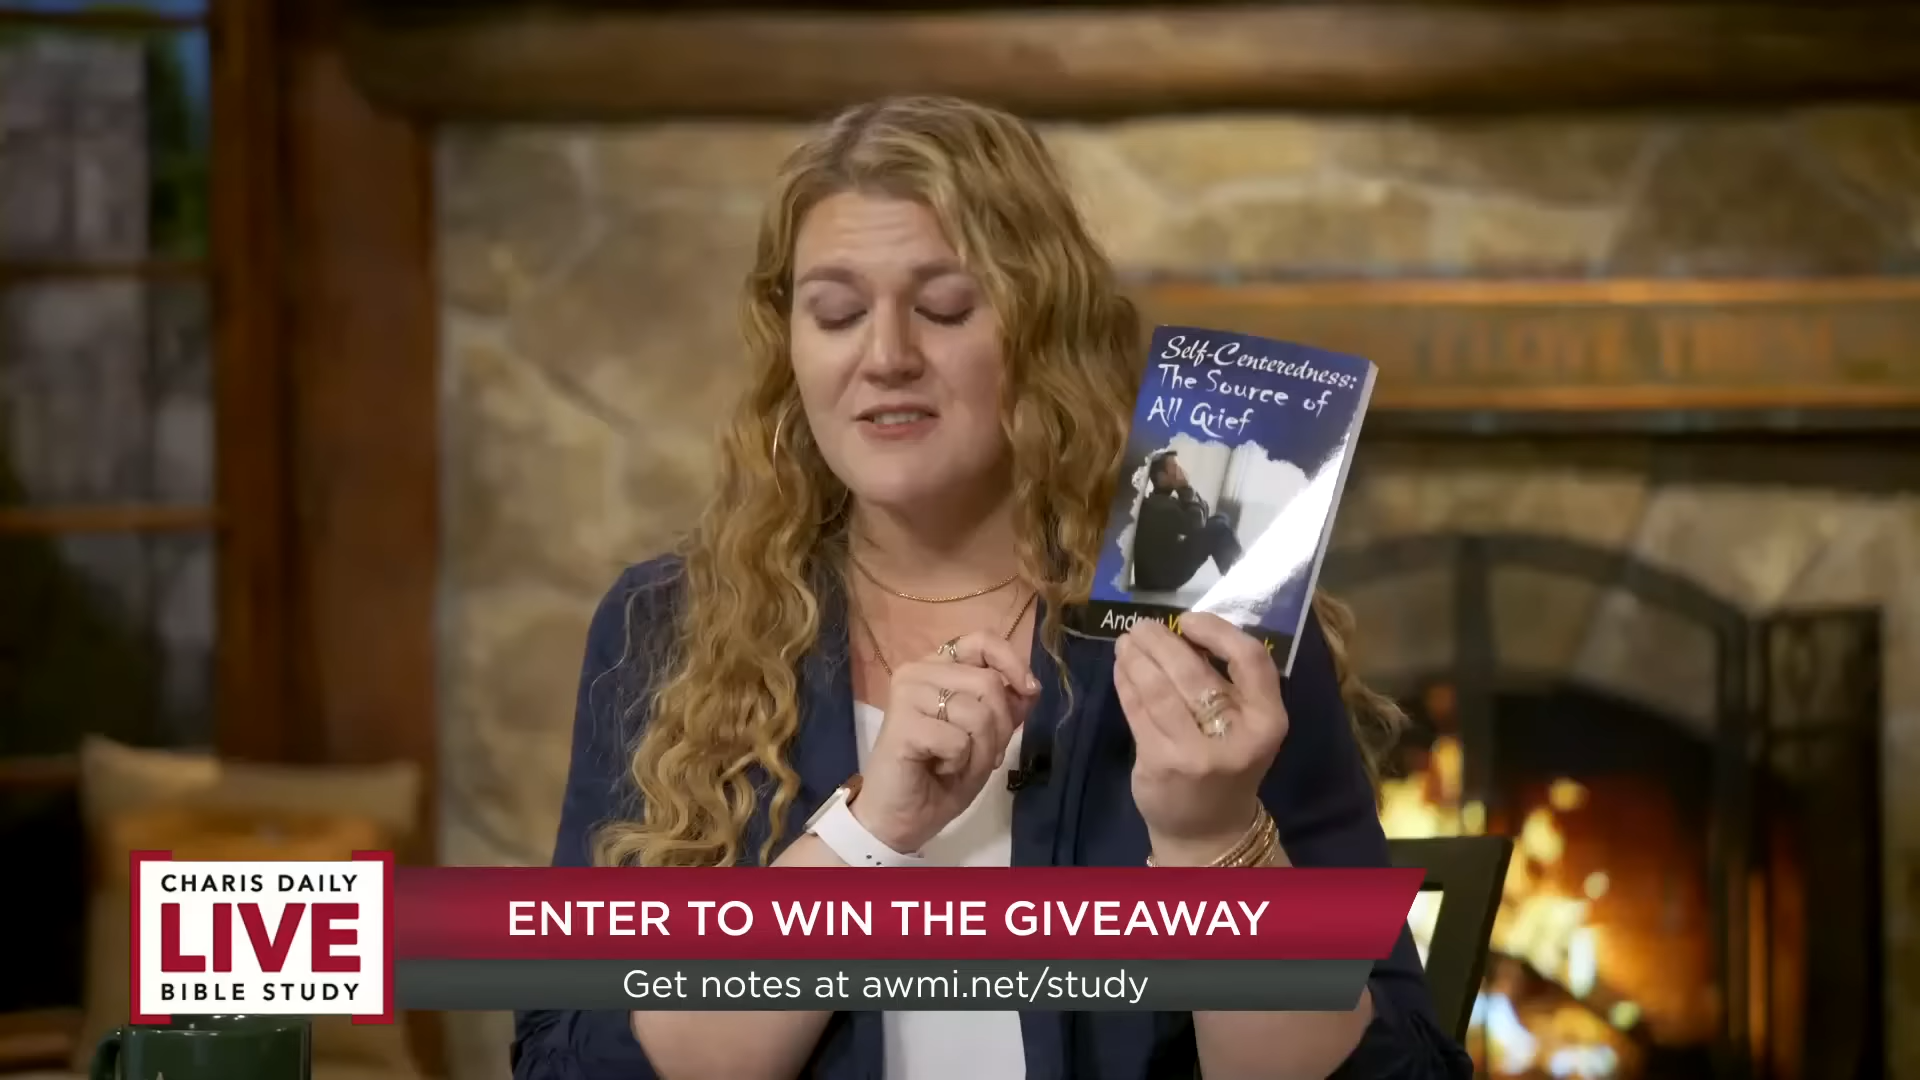 Self-Centeredness:
The Source of
All Grief
Andrew
CHARIS DAILY
LIVE
BIBLE STUDY
ENTER TO WIN THE GIVEAWAY
Get notes at awmi.net/study